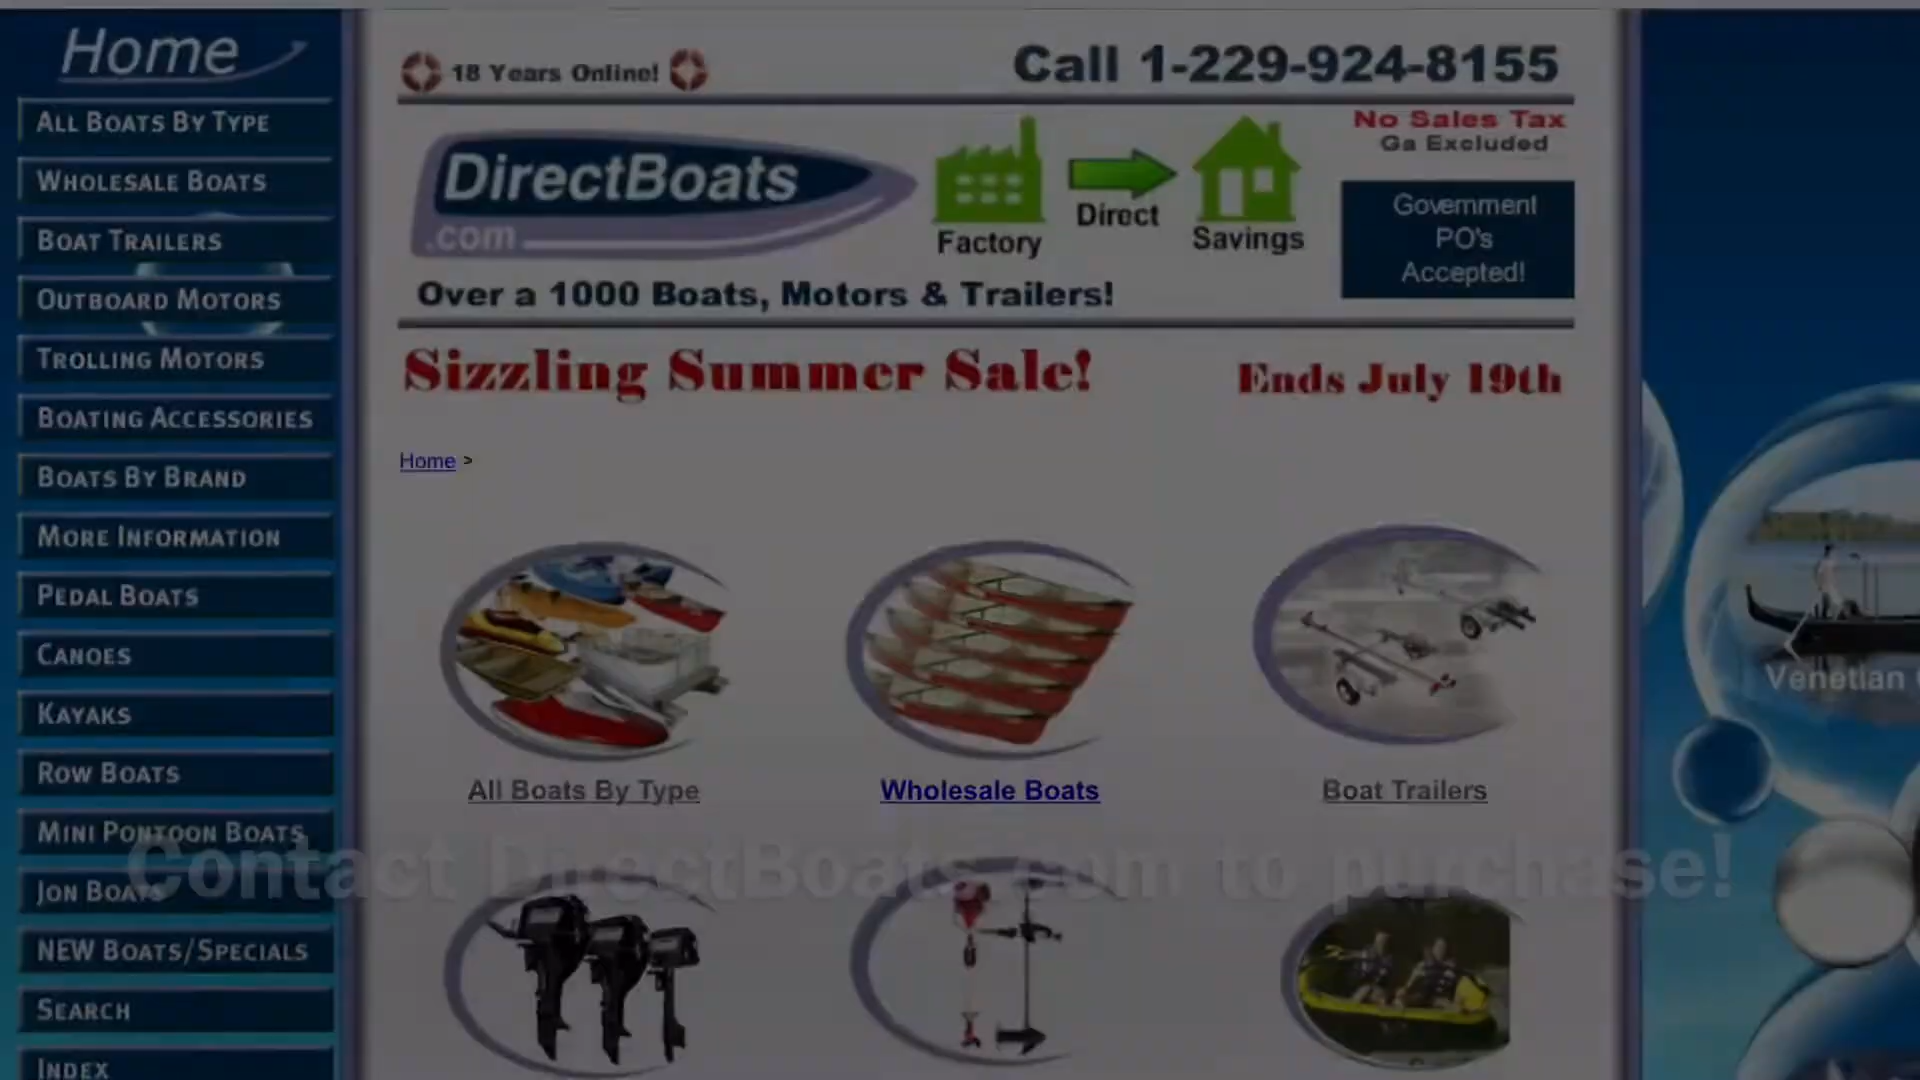 Home
ALL BOATS BY TYPE
WHOLESALE BOATS
BOAT TRAILERS
OUTBOARD MOTORS
TROLLING MOTORS
BOATING ACCESSORIES
BOATS BY BRAND
MORE INFORMATION
PEDAL BOATS
CANOES
KAYAKS
ROW BOATS
MINI PONTOON BOATS
JON BOATS
NEW BOATS/SPECIALS
SEARCH
INDEX
18 Years Online!
Call 1-229-924-8155
DirectBoats
.com
Factory
Direct
Savings
No Sales Tax
Ga Excluded
Government
PO's
Accepted!
Over a 1000 Boats, Motors & Trailers!
Sizzling Summer Sale!
Ends July 19th
Home >
All Boats By Type
Wholesale Boats
Boat Trailers
Venetian
Contact DirectBoats.com to purchase!